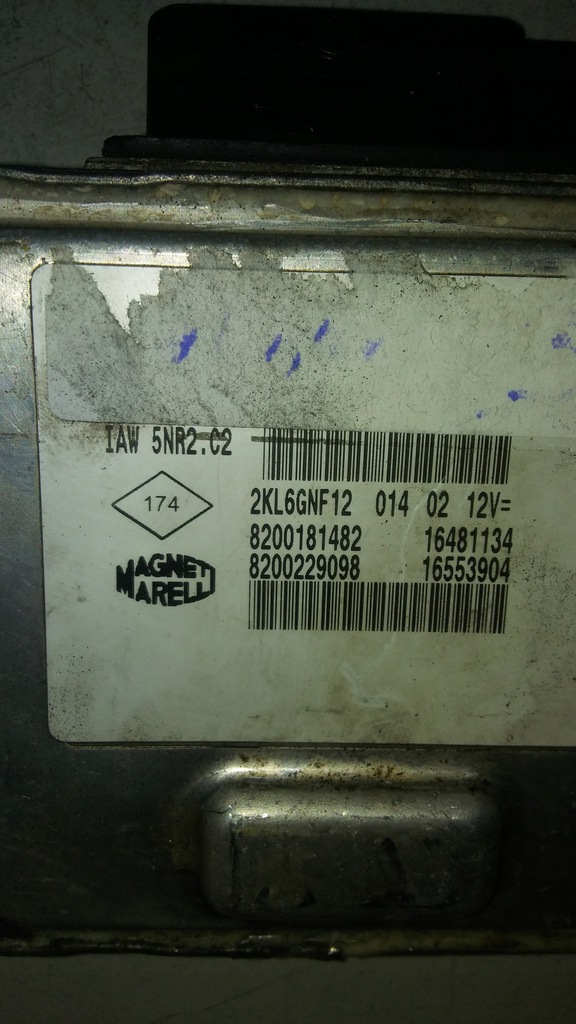 IAW 5NR2.C2
174
2KL6GNF12 014 02 12V=
8200181482 16481134
8200229098 16553904
MAGNETI
MARELLI